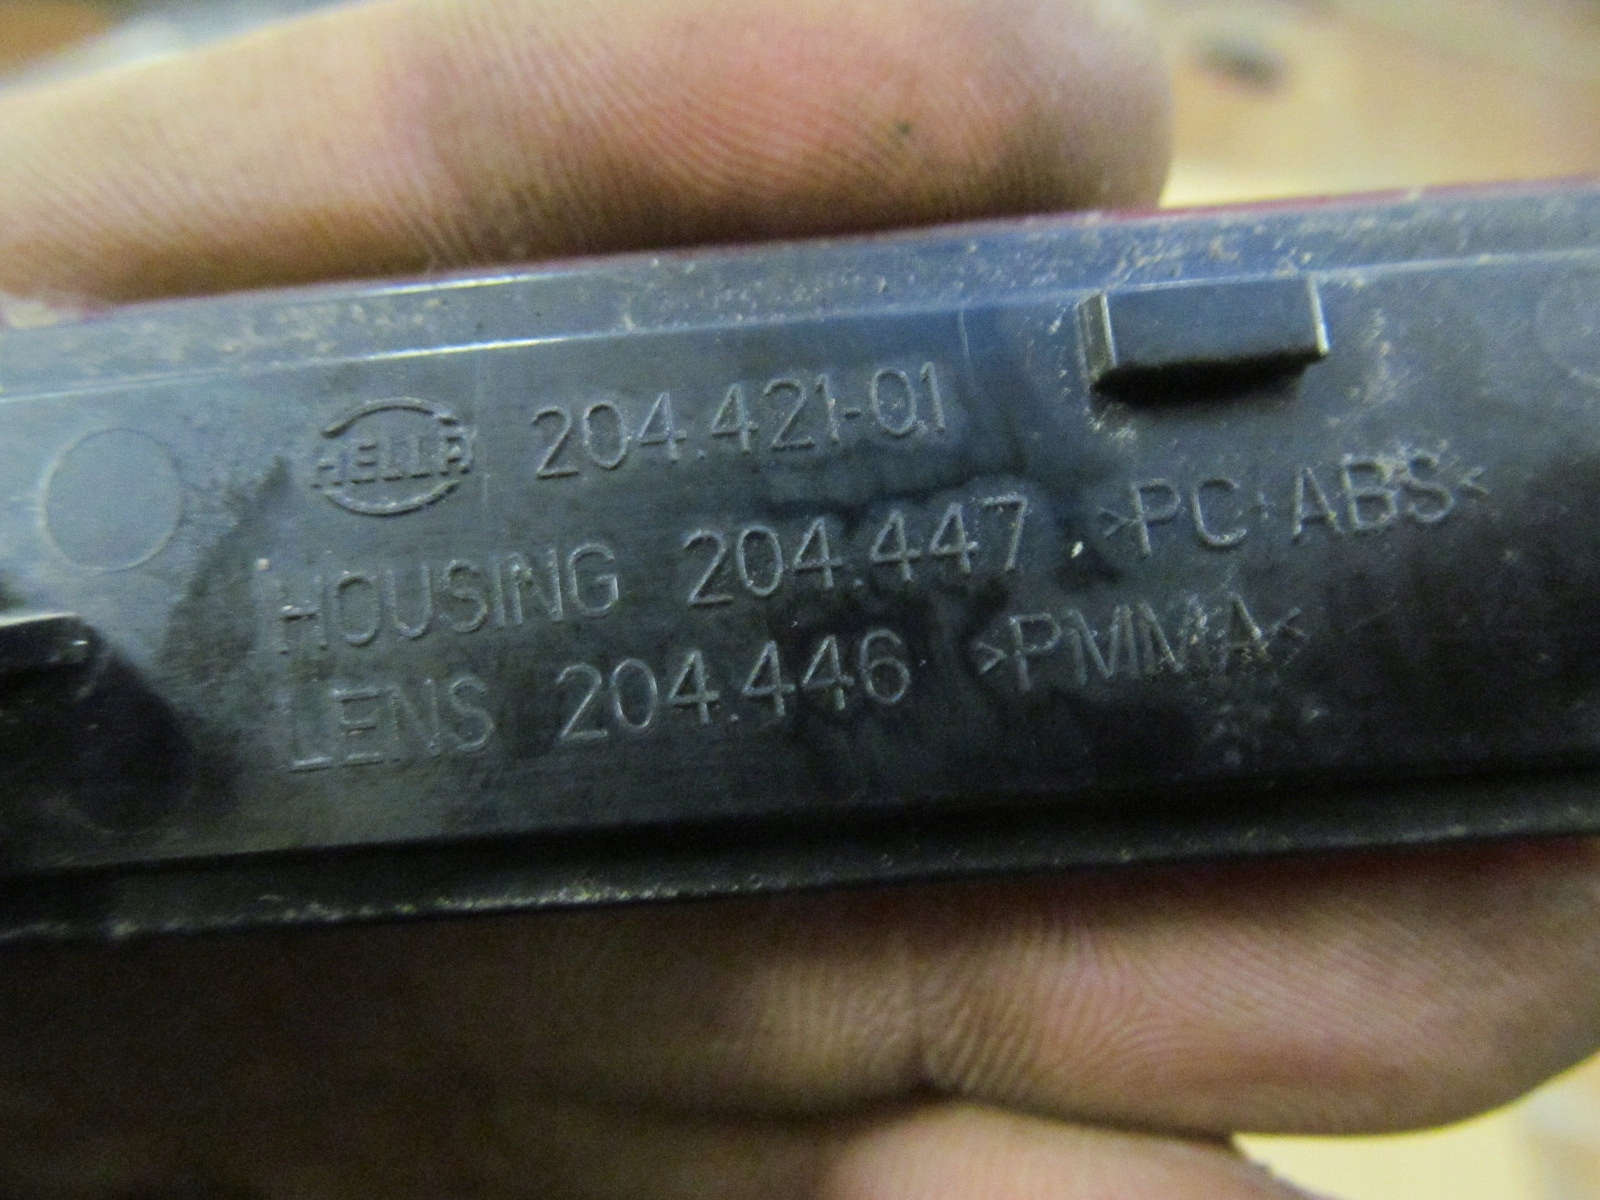 HELLA 204.421-01
HOUSING 204.447 >PC+ABS<
LENS 204.446 >PMMA<